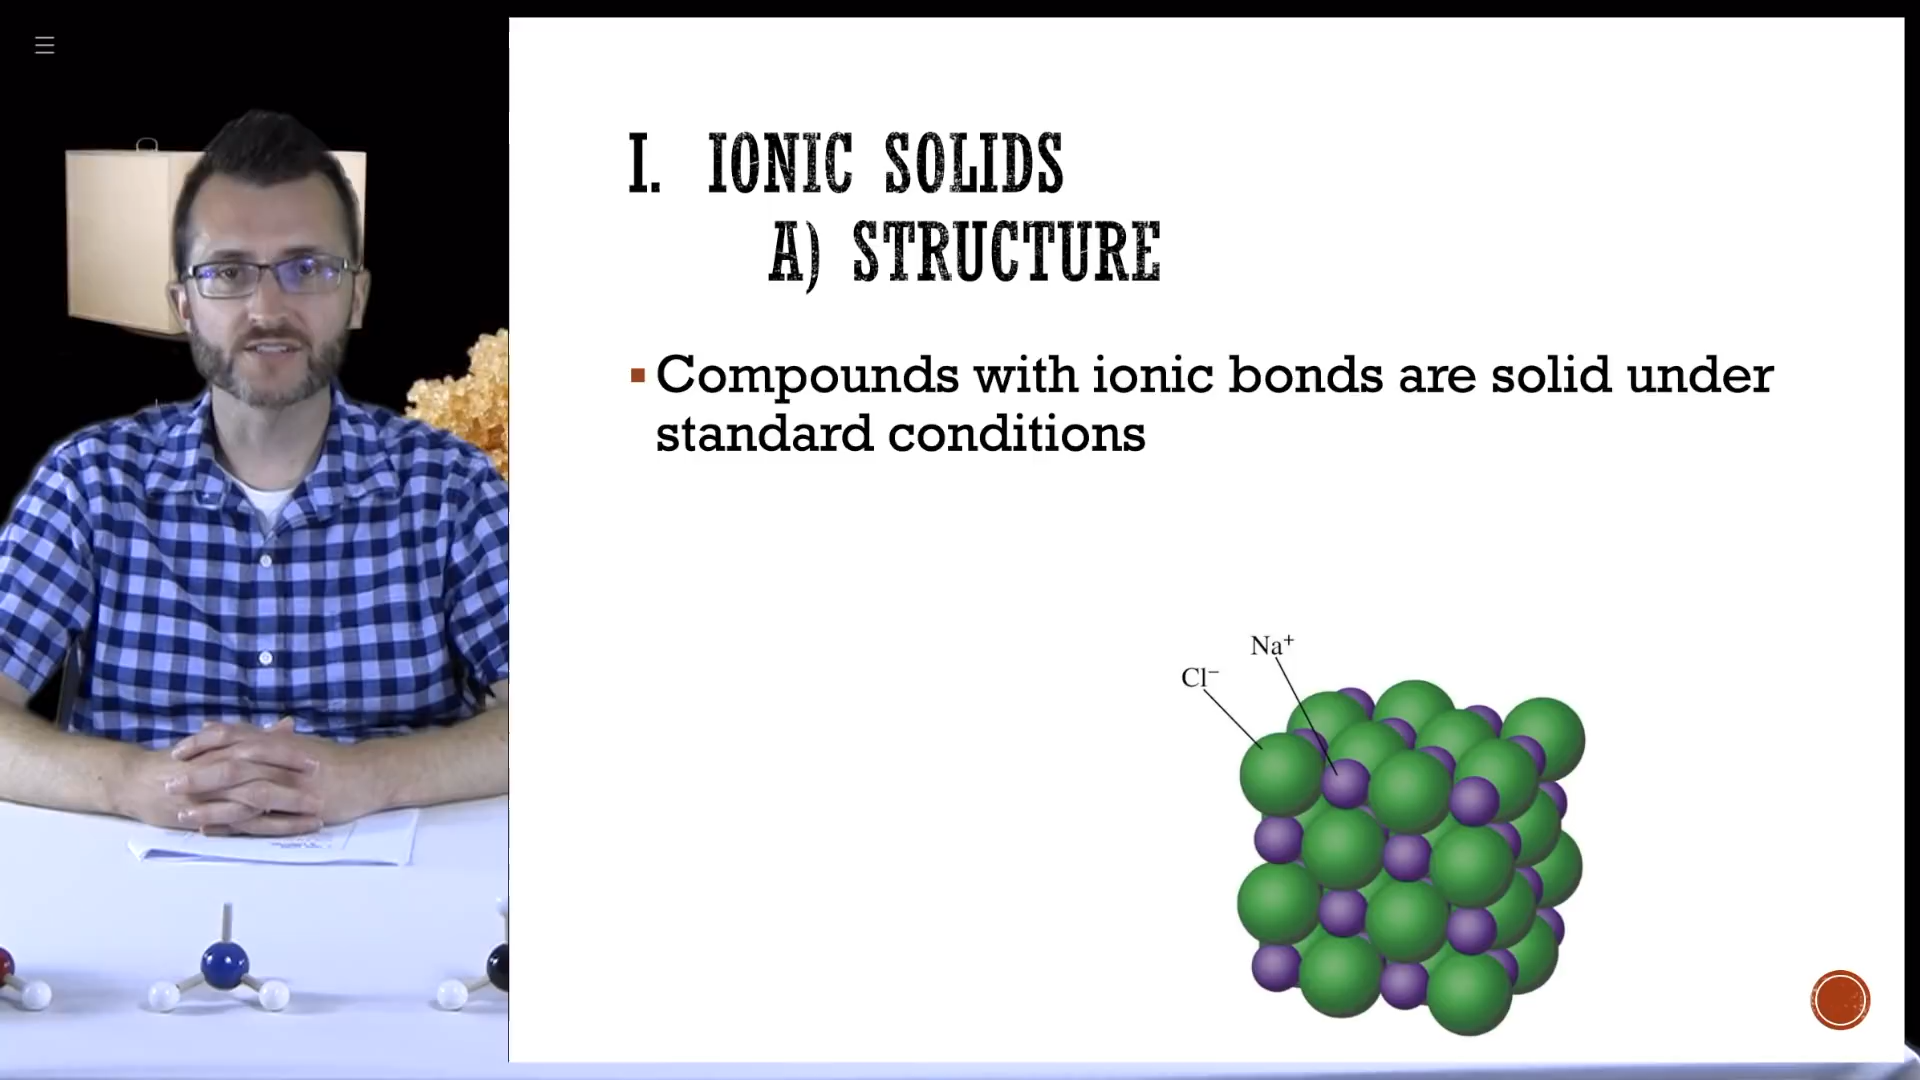 I. IONIC SOLIDS
A) STRUCTURE
▪ Compounds with ionic bonds are solid under
standard conditions
Na⁺
Cl⁻